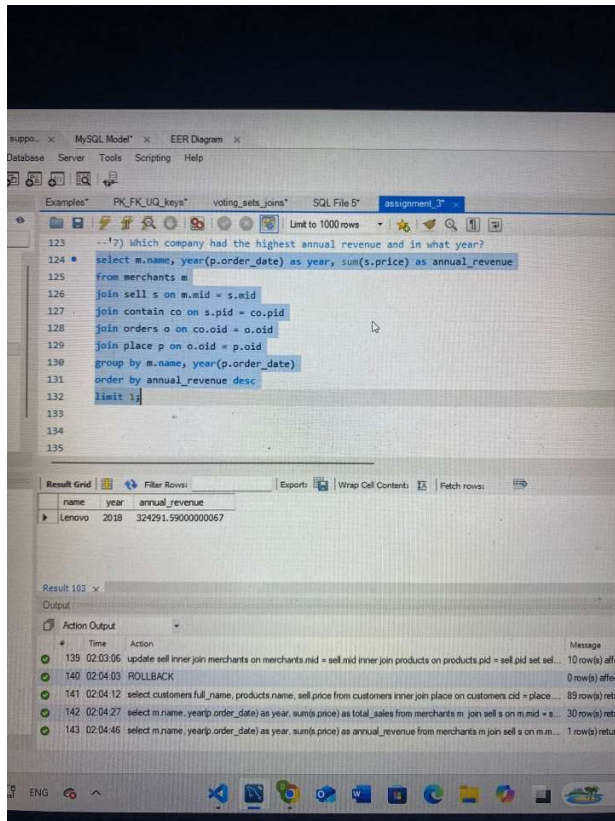 suppo... × MySQL Model* × EER Diagram ×
Database Server Tools Scripting Help
Examples* PK_FK_UQ_keys* voting_sets_joins* SQL File 5* assignment_3* ×
Limit to 1000 rows
123 --'7) Which company had the highest annual revenue and in what year?
124 select m.name, year(p.order_date) as year, sum(s.price) as annual_revenue
125 from merchants m
126 join sell s on m.mid = s.mid
127 join contain co on s.pid = co.pid
128 join orders o on co.oid = o.oid
129 join place p on o.oid = p.oid
130 group by m.name, year(p.order_date)
131 order by annual_revenue desc
132 limit 1;
133
134
135
Result Grid Filter Rows: Export: Wrap Cell Content: Fetch rows:
name year annual_revenue
Lenovo 2018 324291.59000000067
Result 103 ×
Output
Action Output
# Time Action Message
139 02:03:06 update sell inner join merchants on merchants.mid = sell.mid inner join products on products.pid = sell.pid set sel... 10 row(s) affe
140 02:04:03 ROLLBACK 0 row(s) affe
141 02:04:12 select customers.full_name, products.name, sell.price from customers inner join place on customers.cid = place.... 89 row(s) retu
142 02:04:27 select m.name, year(p.order_date) as year, sum(s.price) as total_sales from merchants m join sell s on m.mid = s... 30 row(s) retu
143 02:04:46 select m.name, year(p.order_date) as year, sum(s.price) as annual_revenue from merchants m join sell s on m.m... 1 row(s) retur
ENG